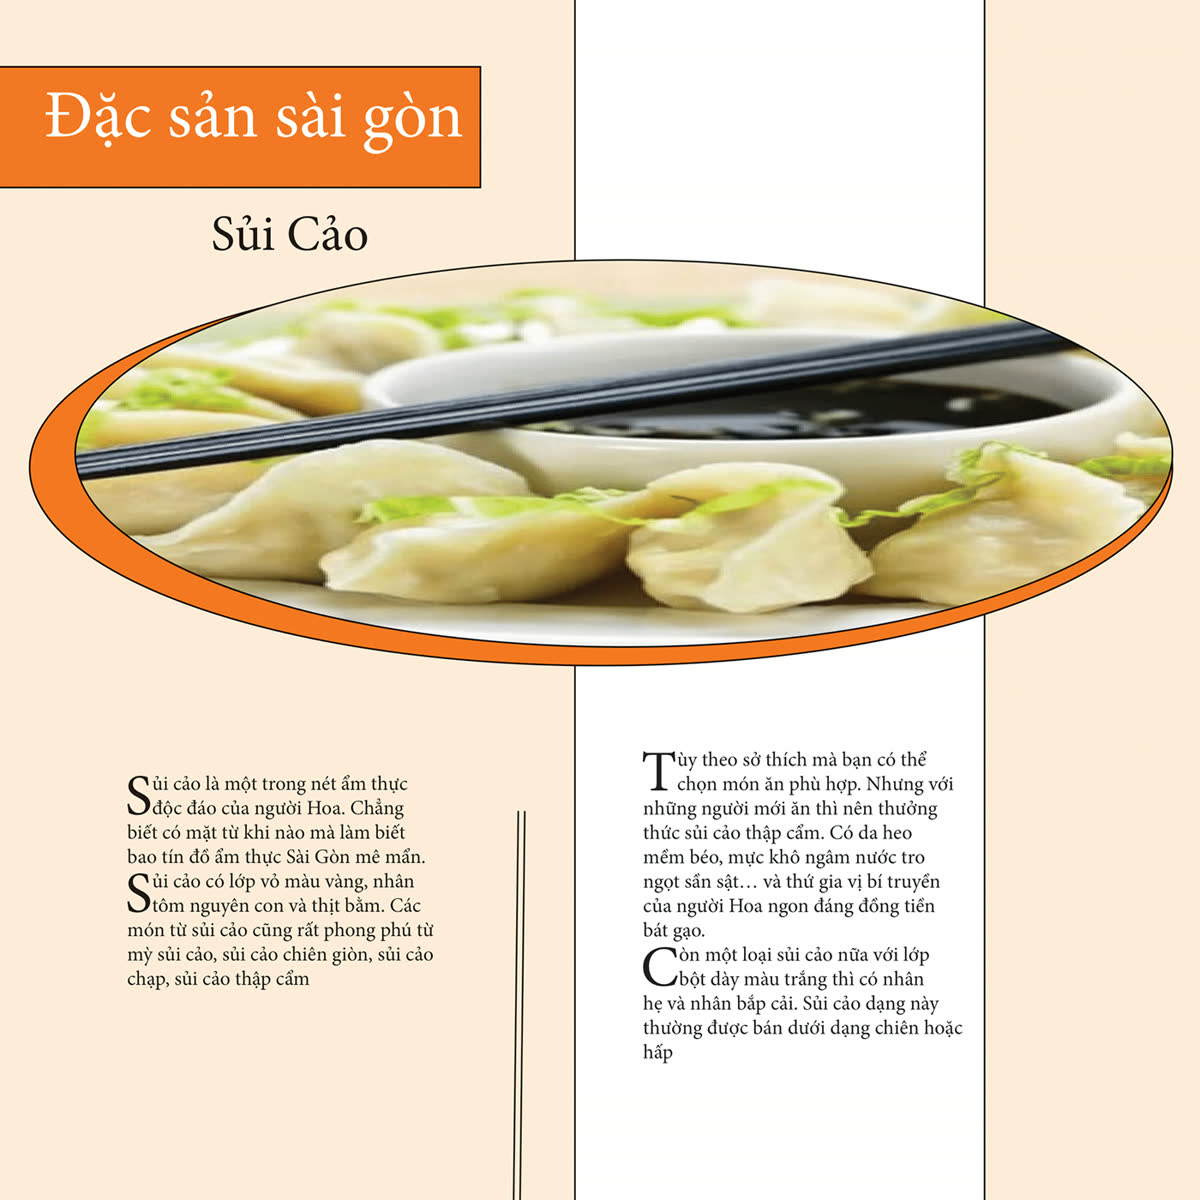 Đặc sản sài gòn
Sủi Cảo
Sủi cảo là một trong nét ẩm thực
độc đáo của người Hoa. Chẳng
biết có mặt từ khi nào mà làm biết
bao tín đồ ẩm thực Sài Gòn mê mẩn.
Sủi cảo có lớp vỏ màu vàng, nhân
tôm nguyên con và thịt bằm. Các
món từ sủi cảo cũng rất phong phú từ
mỳ sủi cảo, sủi cảo chiên giòn, sủi cảo
chạp, sủi cảo thập cẩm
Tùy theo sở thích mà bạn có thể
chọn món ăn phù hợp. Nhưng với
những người mới ăn thì nên thưởng
thức sủi cảo thập cẩm. Có da heo
mềm béo, mực khô ngâm nước tro
ngọt sần sật… và thứ gia vị bí truyền
của người Hoa ngon đáng đồng tiền
bát gạo.
Còn một loại sủi cảo nữa với lớp
bột dày màu trắng thì có nhân
hẹ và nhân bắp cải. Sủi cảo dạng này
thường được bán dưới dạng chiên hoặc
hấp